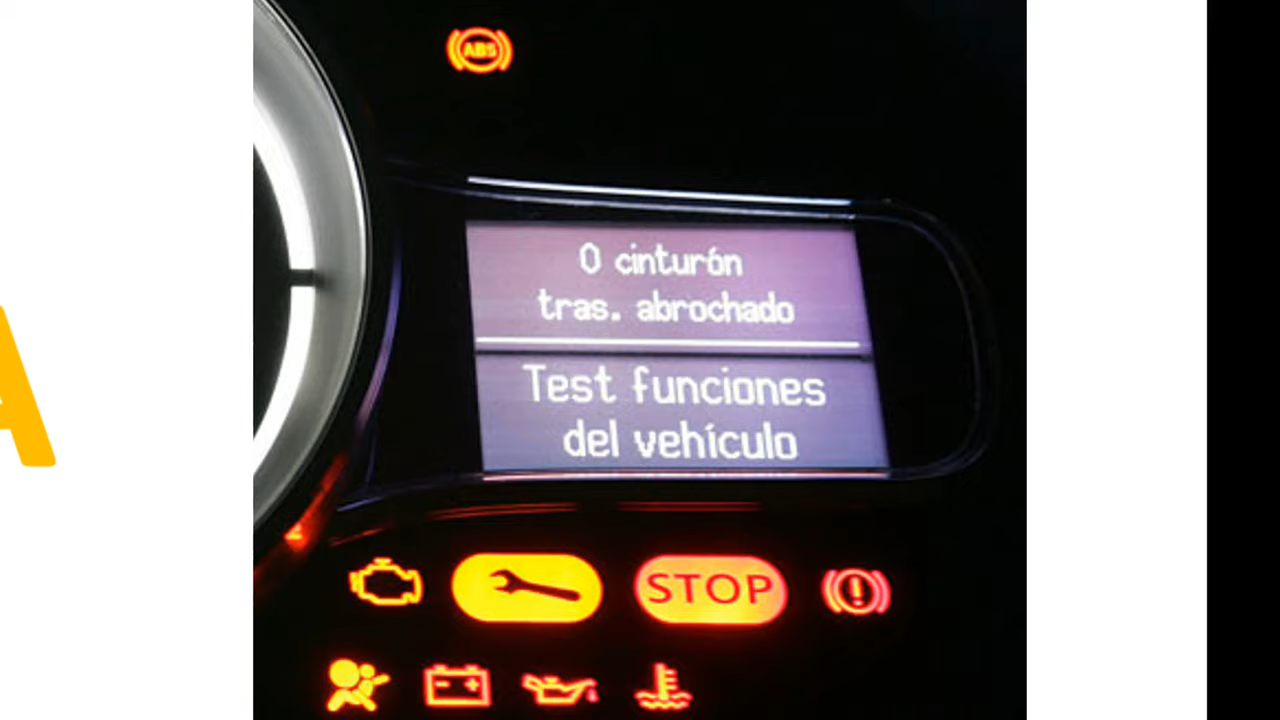 A
ABS
0 cinturón
tras. abrochado
Test funciones
del vehículo
STOP